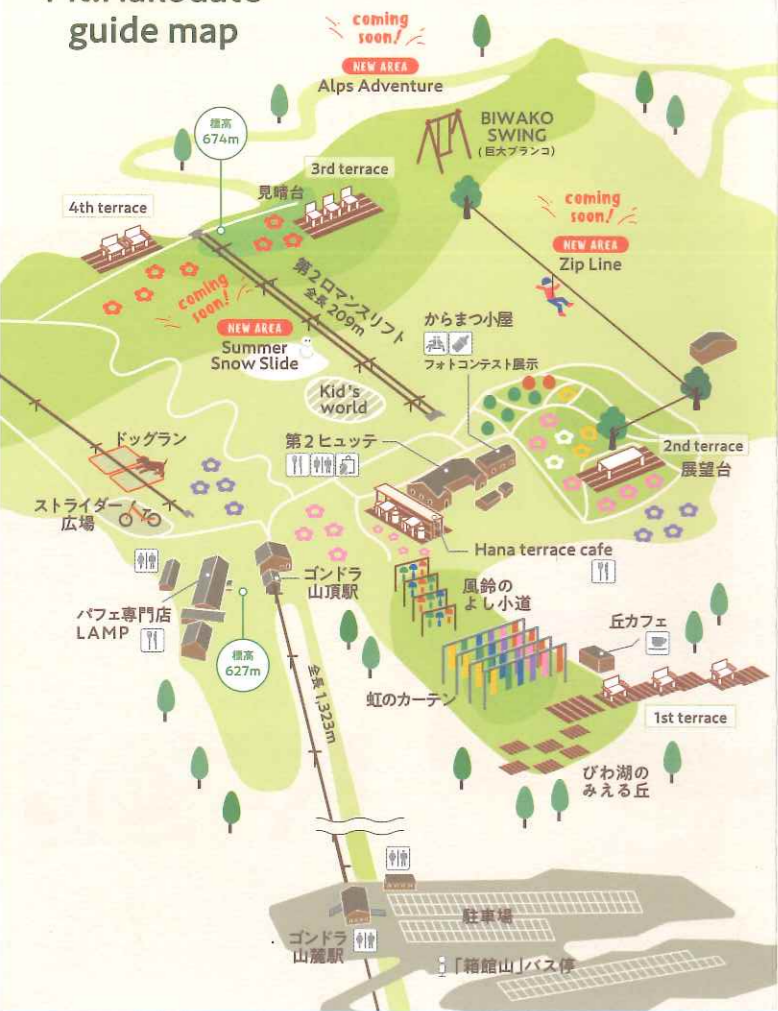 guide map
coming
soon!
NEW AREA
Alps Adventure
標高
674m
BIWAKO
SWING
(巨大ブランコ)
3rd terrace
見晴台
4th terrace
coming
soon!
NEW AREA
Zip Line
第2ロマンスリフト
全長 209m
coming
soon!
NEW AREA
Summer
Snow Slide
からまつ小屋
フォトコンテスト展示
Kid's
world
ドッグラン
第2ヒュッテ
2nd terrace
展望台
ストライダー
広場
Hana terrace cafe
ゴンドラ
山頂駅
風鈴の
よし小道
パフェ専門店
LAMP
丘カフェ
標高
627m
全長 1,323m
虹のカーテン
1st terrace
びわ湖の
みえる丘
駐車場
ゴンドラ
山麓駅
「箱館山」バス停